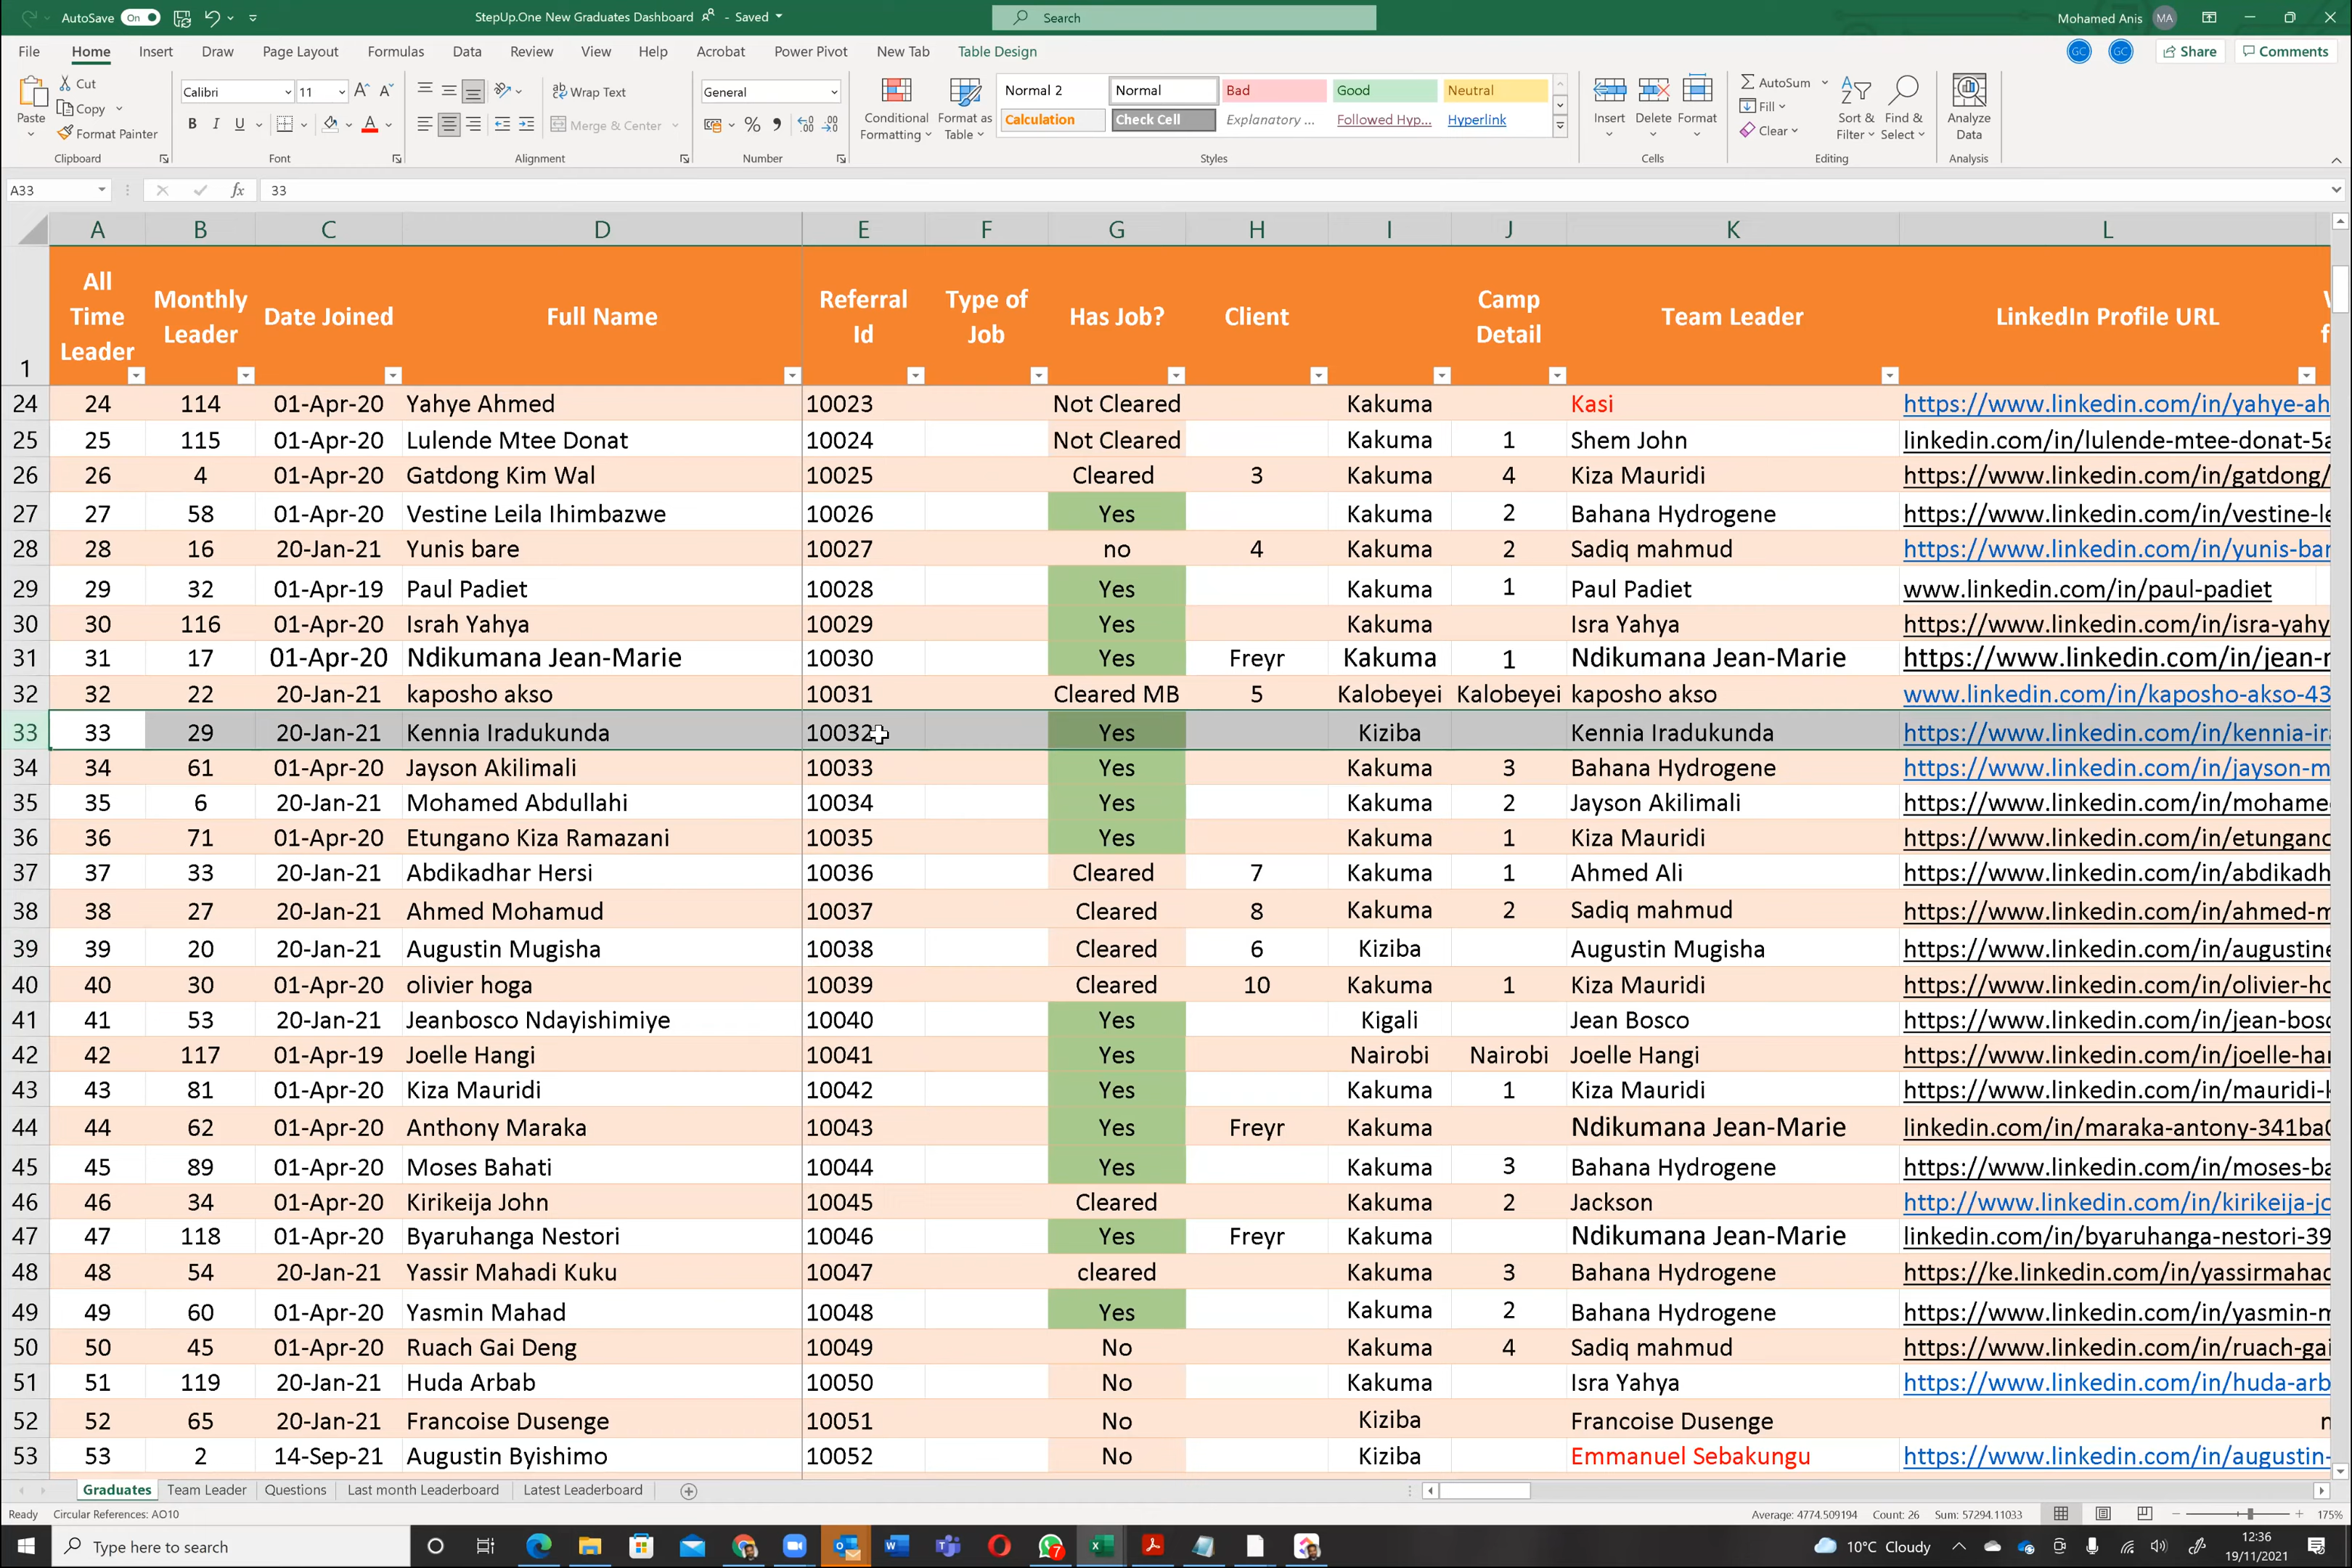 AutoSave On StepUp.One New Graduates Dashboard - Saved Search Mohamed Anis MA
File Home Insert Draw Page Layout Formulas Data Review View Help Acrobat Power Pivot New Tab Table Design GC GC Share Comments
Paste Cut Copy Format Painter Clipboard
Calibri 11 B I U Font
Wrap Text Merge & Center Alignment
General Number
Conditional Formatting Format as Table
Normal 2 Normal Bad Good Neutral
Calculation Check Cell Explanatory ... Followed Hyp... Hyperlink
Styles
Insert Delete Format Cells
AutoSum Fill Clear Sort & Filter Find & Select Editing
Analyze Data Analysis
A33 fx 33
A B C D E F G H I J K L
1 All Time Leader Monthly Leader Date Joined Full Name Referral Id Type of Job Has Job? Client Camp Detail Team Leader LinkedIn Profile URL
24 24 114 01-Apr-20 Yahye Ahmed 10023 Not Cleared Kakuma Kasi https://www.linkedin.com/in/yahye-ah
25 25 115 01-Apr-20 Lulende Mtee Donat 10024 Not Cleared Kakuma 1 Shem John linkedin.com/in/lulende-mtee-donat-5a
26 26 4 01-Apr-20 Gatdong Kim Wal 10025 Cleared 3 Kakuma 4 Kiza Mauridi https://www.linkedin.com/in/gatdong/
27 27 58 01-Apr-20 Vestine Leila Ihimbazwe 10026 Yes Kakuma 2 Bahana Hydrogene https://www.linkedin.com/in/vestine-le
28 28 16 20-Jan-21 Yunis bare 10027 no 4 Kakuma 2 Sadiq mahmud https://www.linkedin.com/in/yunis-bar
29 29 32 01-Apr-19 Paul Padiet 10028 Yes Kakuma 1 Paul Padiet www.linkedin.com/in/paul-padiet
30 30 116 01-Apr-20 Israh Yahya 10029 Yes Kakuma Isra Yahya https://www.linkedin.com/in/isra-yahy
31 31 17 01-Apr-20 Ndikumana Jean-Marie 10030 Yes Freyr Kakuma 1 Ndikumana Jean-Marie https://www.linkedin.com/in/jean-
32 32 22 20-Jan-21 kaposho akso 10031 Cleared MB 5 Kalobeyei Kalobeyei kaposho akso www.linkedin.com/in/kaposho-akso-43
33 33 29 20-Jan-21 Kennia Iradukunda 10032 Yes Kiziba Kennia Iradukunda https://www.linkedin.com/in/kennia-ira
34 34 61 01-Apr-20 Jayson Akilimali 10033 Yes Kakuma 3 Bahana Hydrogene https://www.linkedin.com/in/jayson-m
35 35 6 20-Jan-21 Mohamed Abdullahi 10034 Yes Kakuma 2 Jayson Akilimali https://www.linkedin.com/in/mohame
36 36 71 01-Apr-20 Etungano Kiza Ramazani 10035 Yes Kakuma 1 Kiza Mauridi https://www.linkedin.com/in/etungano
37 37 33 20-Jan-21 Abdikadhar Hersi 10036 Cleared 7 Kakuma 1 Ahmed Ali https://www.linkedin.com/in/abdikadh
38 38 27 20-Jan-21 Ahmed Mohamud 10037 Cleared 8 Kakuma 2 Sadiq mahmud https://www.linkedin.com/in/ahmed-m
39 39 20 20-Jan-21 Augustin Mugisha 10038 Cleared 6 Kiziba Augustin Mugisha https://www.linkedin.com/in/augustine
40 40 30 01-Apr-20 olivier hoga 10039 Cleared 10 Kakuma 1 Kiza Mauridi https://www.linkedin.com/in/olivier-ho
41 41 53 20-Jan-21 Jeanbosco Ndayishimiye 10040 Yes Kigali Jean Bosco https://www.linkedin.com/in/jean-bosc
42 42 117 01-Apr-19 Joelle Hangi 10041 Yes Nairobi Nairobi Joelle Hangi https://www.linkedin.com/in/joelle-han
43 43 81 01-Apr-20 Kiza Mauridi 10042 Yes Kakuma 1 Kiza Mauridi https://www.linkedin.com/in/mauridi-k
44 44 62 01-Apr-20 Anthony Maraka 10043 Yes Freyr Kakuma Ndikumana Jean-Marie linkedin.com/in/maraka-antony-341ba0
45 45 89 01-Apr-20 Moses Bahati 10044 Yes Kakuma 3 Bahana Hydrogene https://www.linkedin.com/in/moses-ba
46 46 34 01-Apr-20 Kirikeija John 10045 Cleared Kakuma 2 Jackson http://www.linkedin.com/in/kirikeija-jo
47 47 118 01-Apr-20 Byaruhanga Nestori 10046 Yes Freyr Kakuma Ndikumana Jean-Marie linkedin.com/in/byaruhanga-nestori-39
48 48 54 20-Jan-21 Yassir Mahadi Kuku 10047 cleared Kakuma 3 Bahana Hydrogene https://ke.linkedin.com/in/yassirmahad
49 49 60 01-Apr-20 Yasmin Mahad 10048 Yes Kakuma 2 Bahana Hydrogene https://www.linkedin.com/in/yasmin-m
50 50 45 01-Apr-20 Ruach Gai Deng 10049 No Kakuma 4 Sadiq mahmud https://www.linkedin.com/in/ruach-gai
51 51 119 20-Jan-21 Huda Arbab 10050 No Kakuma Isra Yahya https://www.linkedin.com/in/huda-arb
52 52 65 20-Jan-21 Francoise Dusenge 10051 No Kiziba Francoise Dusenge
53 53 2 14-Sep-21 Augustin Byishimo 10052 No Kiziba Emmanuel Sebakungu https://www.linkedin.com/in/augustin-
Graduates Team Leader Questions Last month Leaderboard Latest Leaderboard
Ready Circular References: AO10 Average: 4774.509194 Count: 26 Sum: 57294.11033 175%
Type here to search 7 10°C Cloudy 12:36
19/11/2021